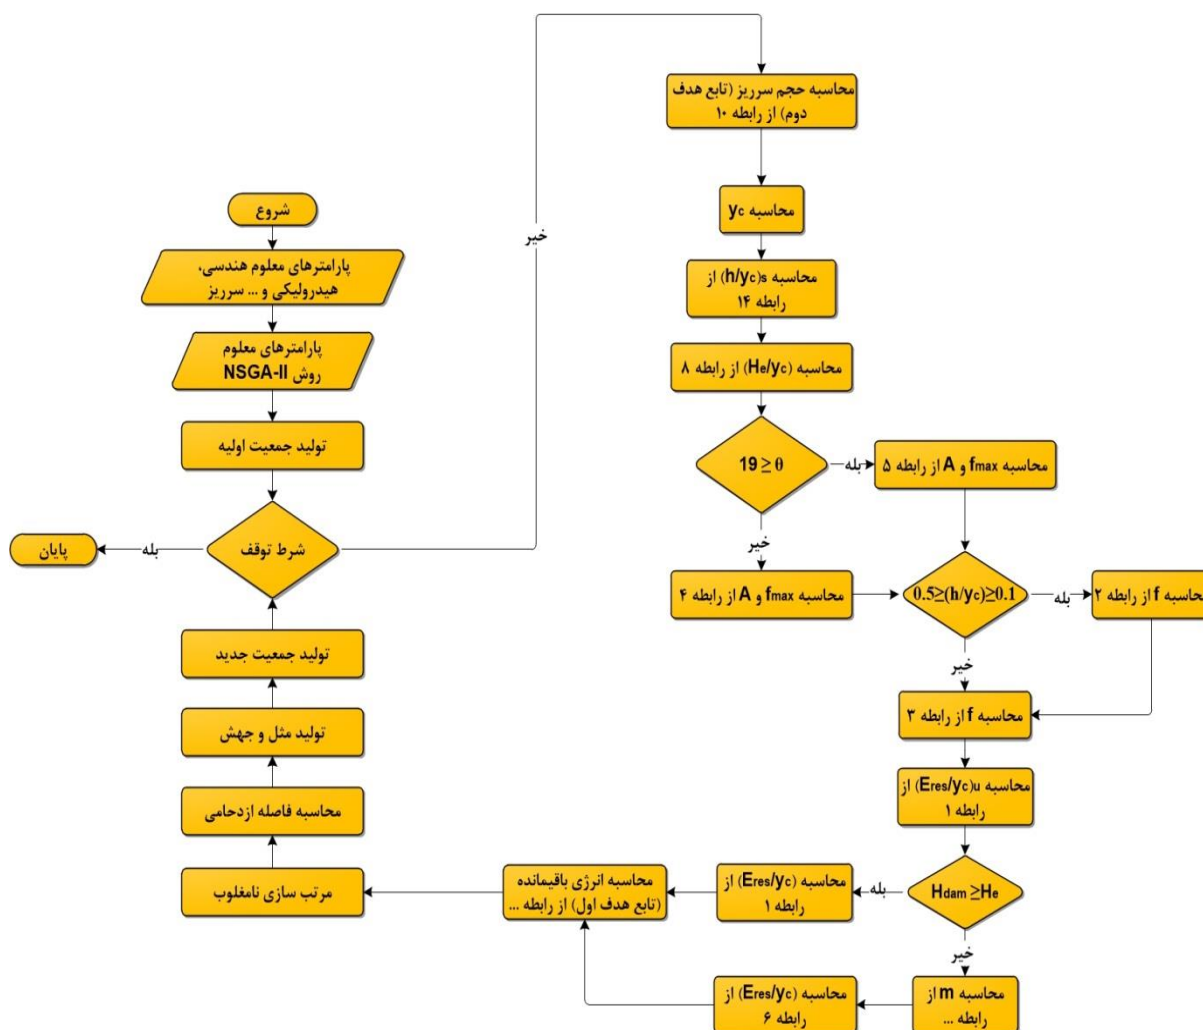 شروع
پارامترهای معلوم هندسی،
هیدرولیکی و ... سرریز
پارامترهای معلوم
روش NSGA-II
تولید جمعیت اولیه
شرط توقف
بله
پایان
خیر
محاسبه حجم سرریز (تابع هدف
دوم) از رابطه ۱۰
محاسبه yc
محاسبه (h/yc)s از
رابطه ۱۴
محاسبه (He/yc) از رابطه ۸
19 ≥ θ
بله
محاسبه fmax و A از رابطه ۵
خیر
محاسبه fmax و A از رابطه ۴
0.5≥(h/yc)≥0.1
بله
محاسبه f از رابطه ۲
خیر
محاسبه f از رابطه ۳
محاسبه (Eres/yc)u از
رابطه ۱
Hdam ≥He
بله
محاسبه (Eres/yc) از
رابطه ۱
خیر
محاسبه m از
رابطه ...
محاسبه (Eres/yc) از
رابطه ۶
محاسبه انرژی باقیمانده
(تابع هدف اول) از رابطه ...
مرتب سازی نامغلوب
محاسبه فاصله ازدحامی
تولید مثل و جهش
تولید جمعیت جدید